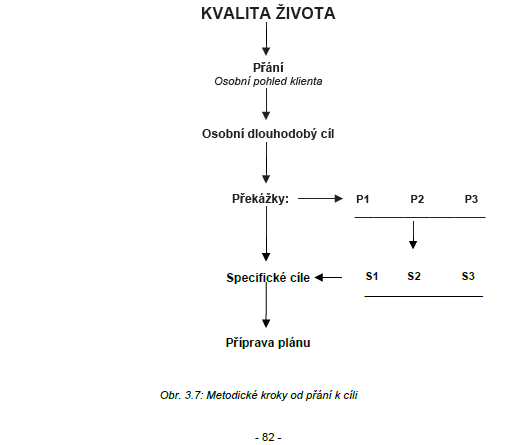 KVALITA ŽIVOTA
Přání
Osobní pohled klienta
Osobní dlouhodobý cíl
Překážky: P1 P2 P3
Specifické cíle S1 S2 S3
Příprava plánu
Obr. 3.7: Metodické kroky od přání k cíli
- 82 -